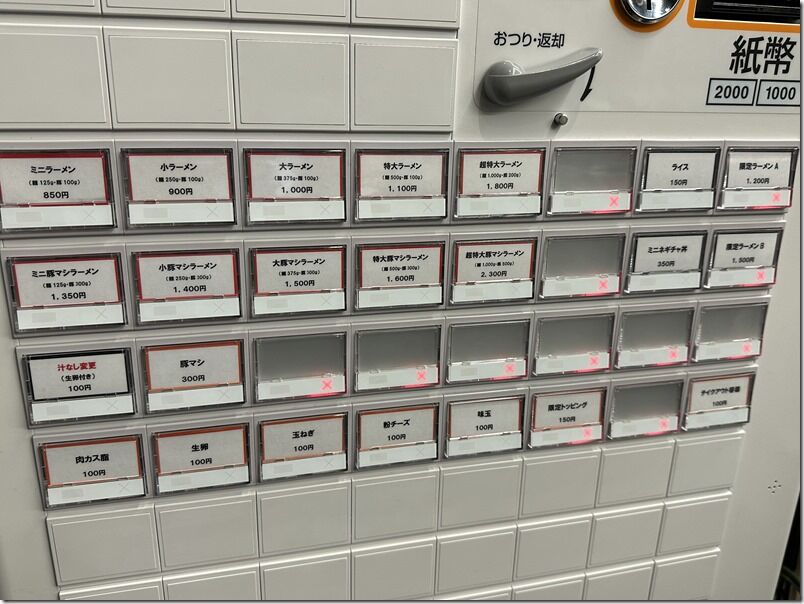 おつり・返却
紙幣
2000 1000
ミニラーメン
(麺 125g・豚 100g)
850円
小ラーメン
(麺 250g・豚 100g)
900円
大ラーメン
(麺 375g・豚 100g)
1,000円
特大ラーメン
(麺 500g・豚 100g)
1,100円
超特大ラーメン
(麺 1,000g・豚 200g)
1,800円
ライス
150円
限定ラーメン A
1,200円
ミニ豚マシラーメン
(麺 125g・豚 300g)
1,350円
小豚マシラーメン
(麺 250g・豚 300g)
1,400円
大豚マシラーメン
(麺 375g・豚 300g)
1,500円
特大豚マシラーメン
(麺 500g・豚 300g)
1,600円
超特大豚マシラーメン
(麺 1,000g・豚 500g)
2,300円
ミニネギチャ丼
350円
限定ラーメン B
1,500円
汁なし変更
(生卵付き)
100円
豚マシ
300円
肉カス脂
100円
生卵
100円
玉ねぎ
100円
粉チーズ
100円
味玉
100円
限定トッピング
150円
テイクアウト容器
100円